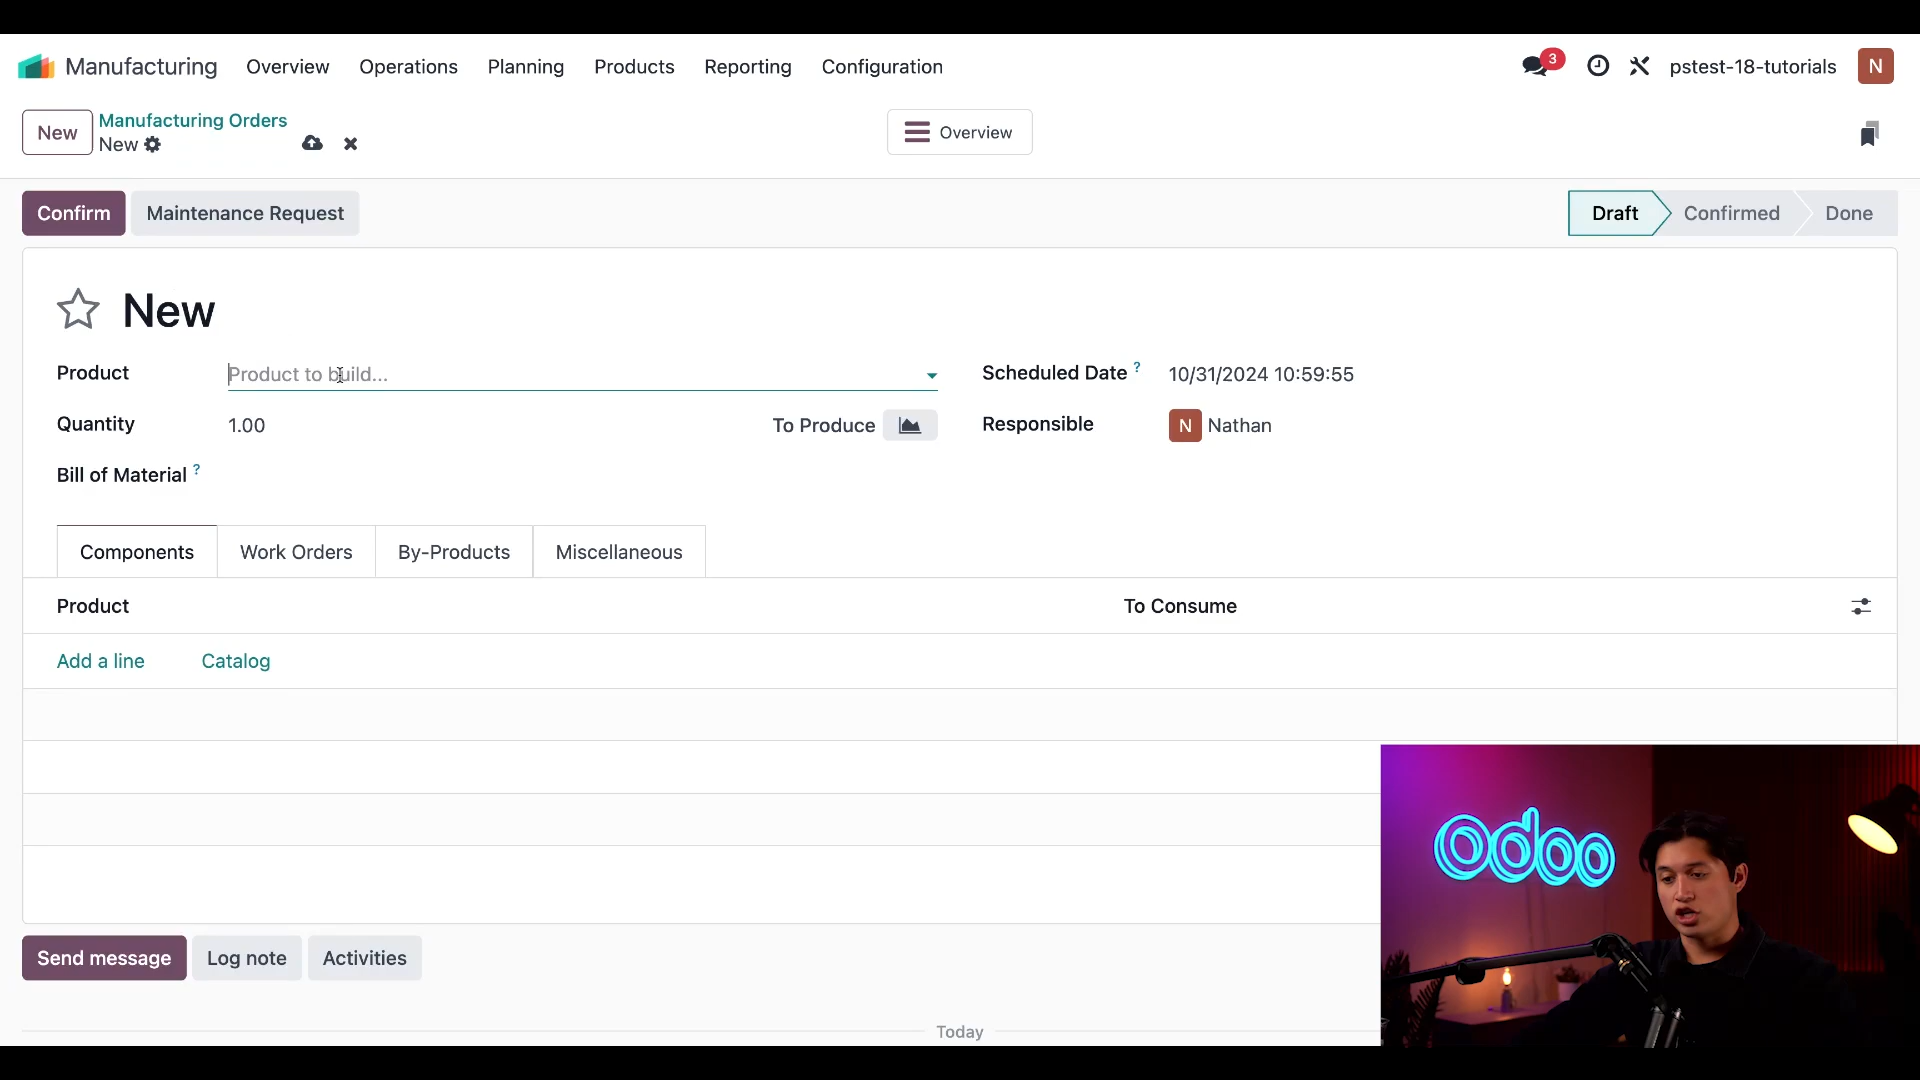 Manufacturing Overview Operations Planning Products Reporting Configuration 3 pstest-18-tutorials N
New Manufacturing Orders
New
Overview
Confirm Maintenance Request Draft Confirmed Done
New
Product Product to build... Scheduled Date ? 10/31/2024 10:59:55
Quantity 1.00 To Produce Responsible N Nathan
Bill of Material ?
Components Work Orders By-Products Miscellaneous
Product To Consume
Add a line Catalog
odoo
Send message Log note Activities
Today